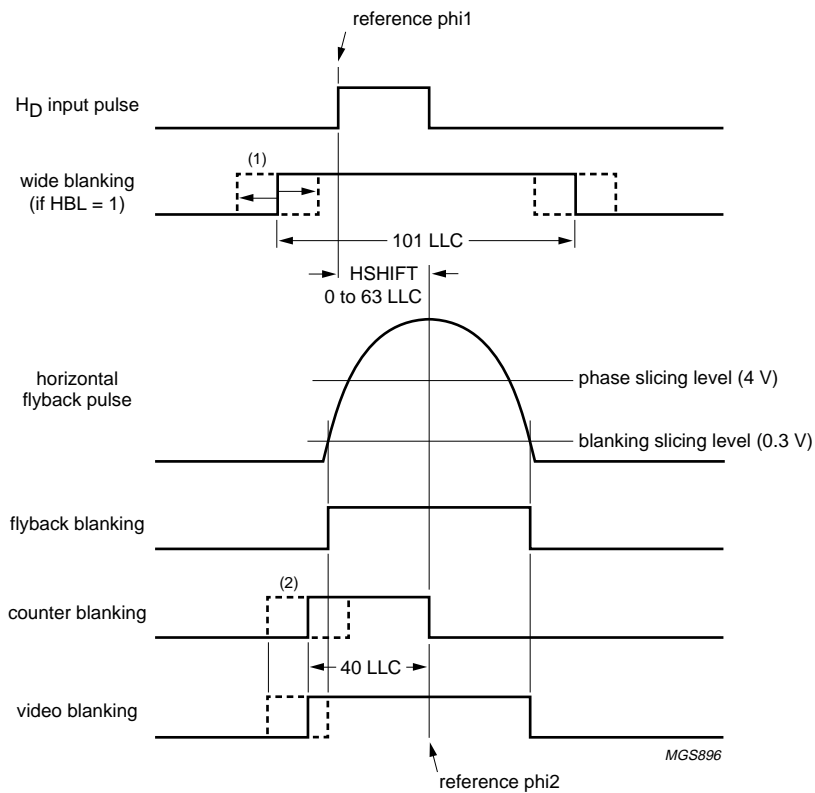 reference phi1
HD input pulse
(1)
wide blanking
(if HBL = 1)
101 LLC
HSHIFT
0 to 63 LLC
horizontal
flyback pulse
phase slicing level (4 V)
blanking slicing level (0.3 V)
flyback blanking
(2)
counter blanking
40 LLC
video blanking
MGS896
reference phi2